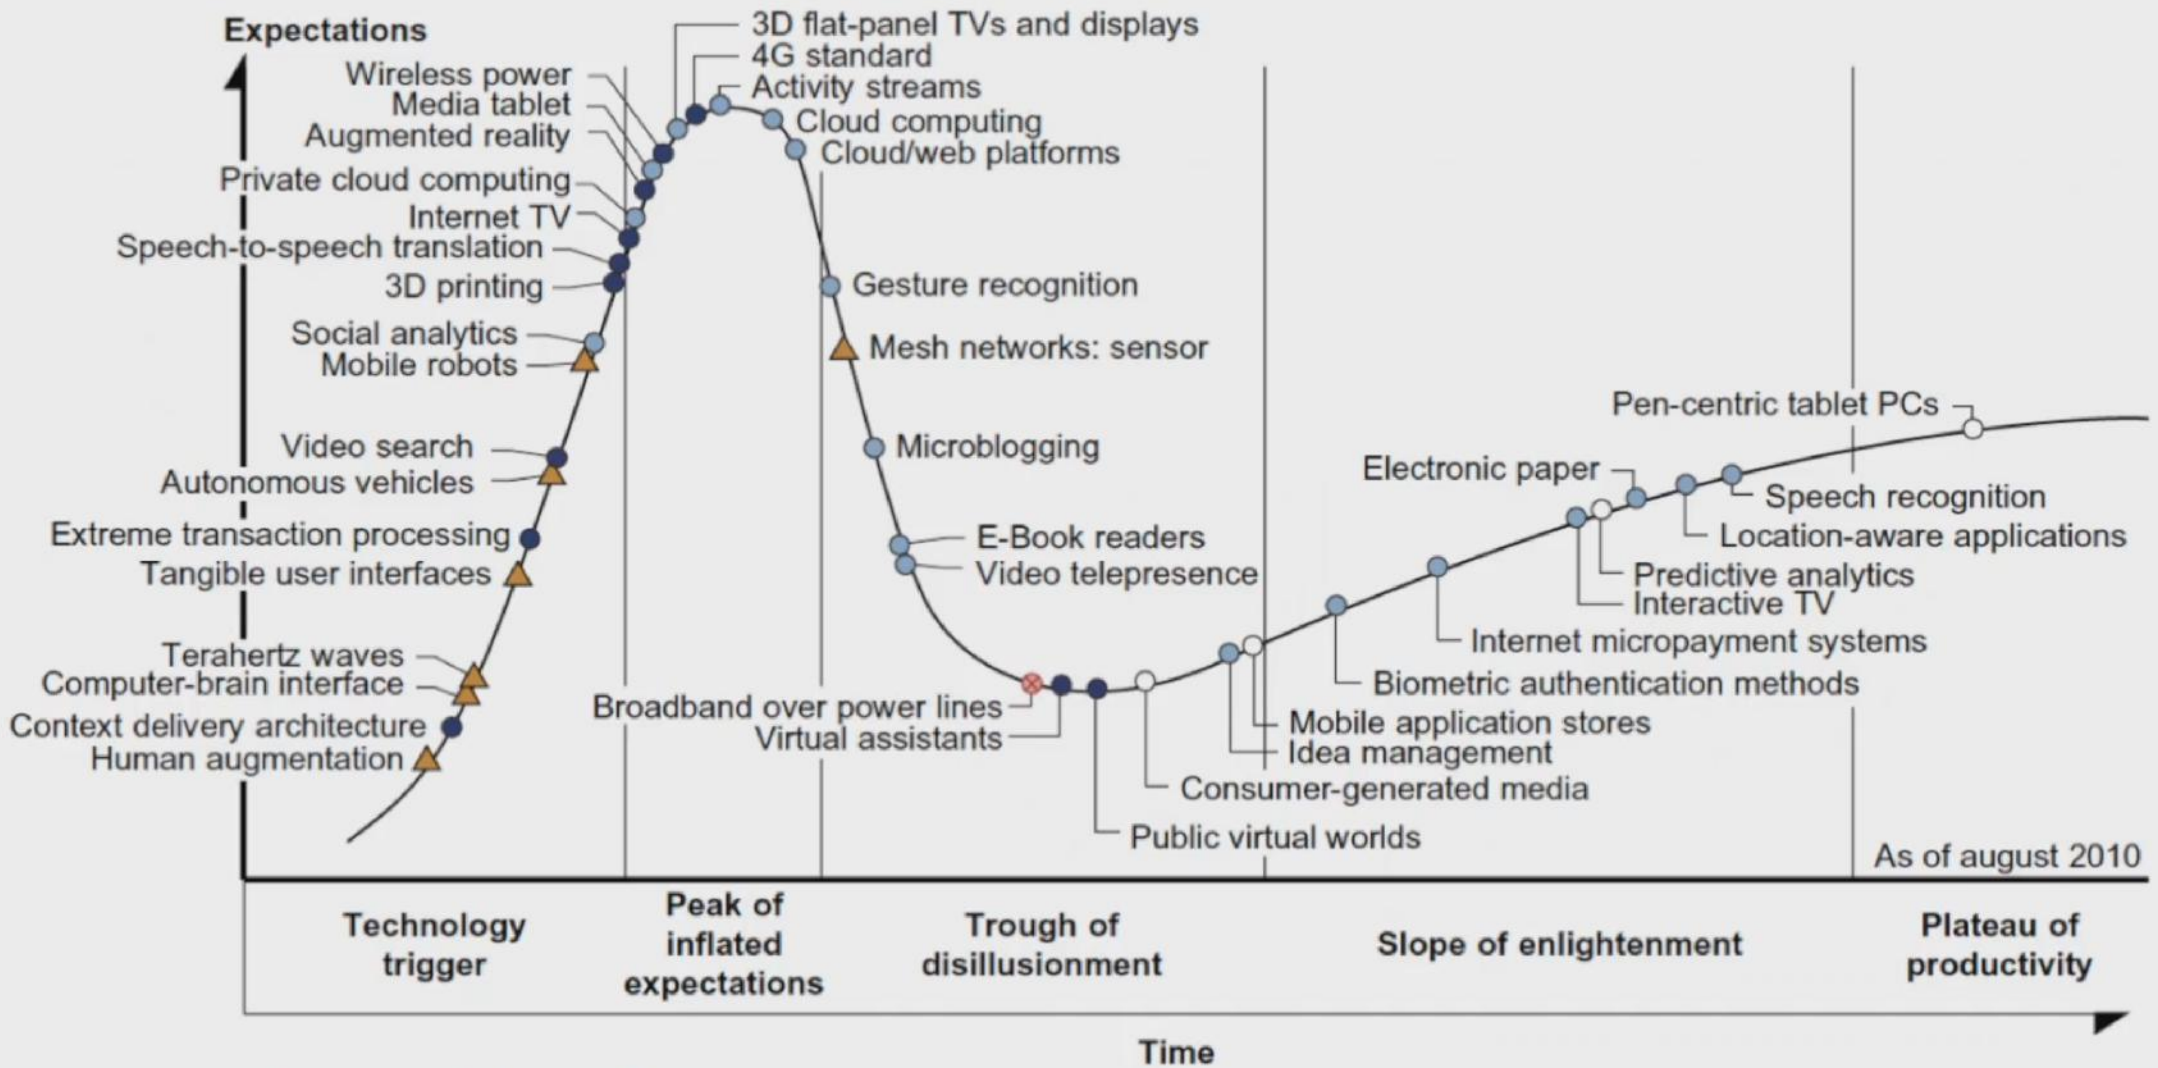 Expectations
3D flat-panel TVs and displays
4G standard
Activity streams
Wireless power
Media tablet
Augmented reality
Cloud computing
Cloud/web platforms
Private cloud computing
Internet TV
Speech-to-speech translation
3D printing
Gesture recognition
Social analytics
Mobile robots
Mesh networks: sensor
Pen-centric tablet PCs
Video search
Autonomous vehicles
Microblogging
Electronic paper
Speech recognition
Extreme transaction processing
Tangible user interfaces
E-Book readers
Video telepresence
Location-aware applications
Predictive analytics
Interactive TV
Internet micropayment systems
Terahertz waves
Computer-brain interface
Context delivery architecture
Human augmentation
Broadband over power lines
Virtual assistants
Biometric authentication methods
Mobile application stores
Idea management
Consumer-generated media
Public virtual worlds
As of august 2010
Technology
trigger
Peak of
inflated
expectations
Trough of
disillusionment
Slope of enlightenment
Plateau of
productivity
Time